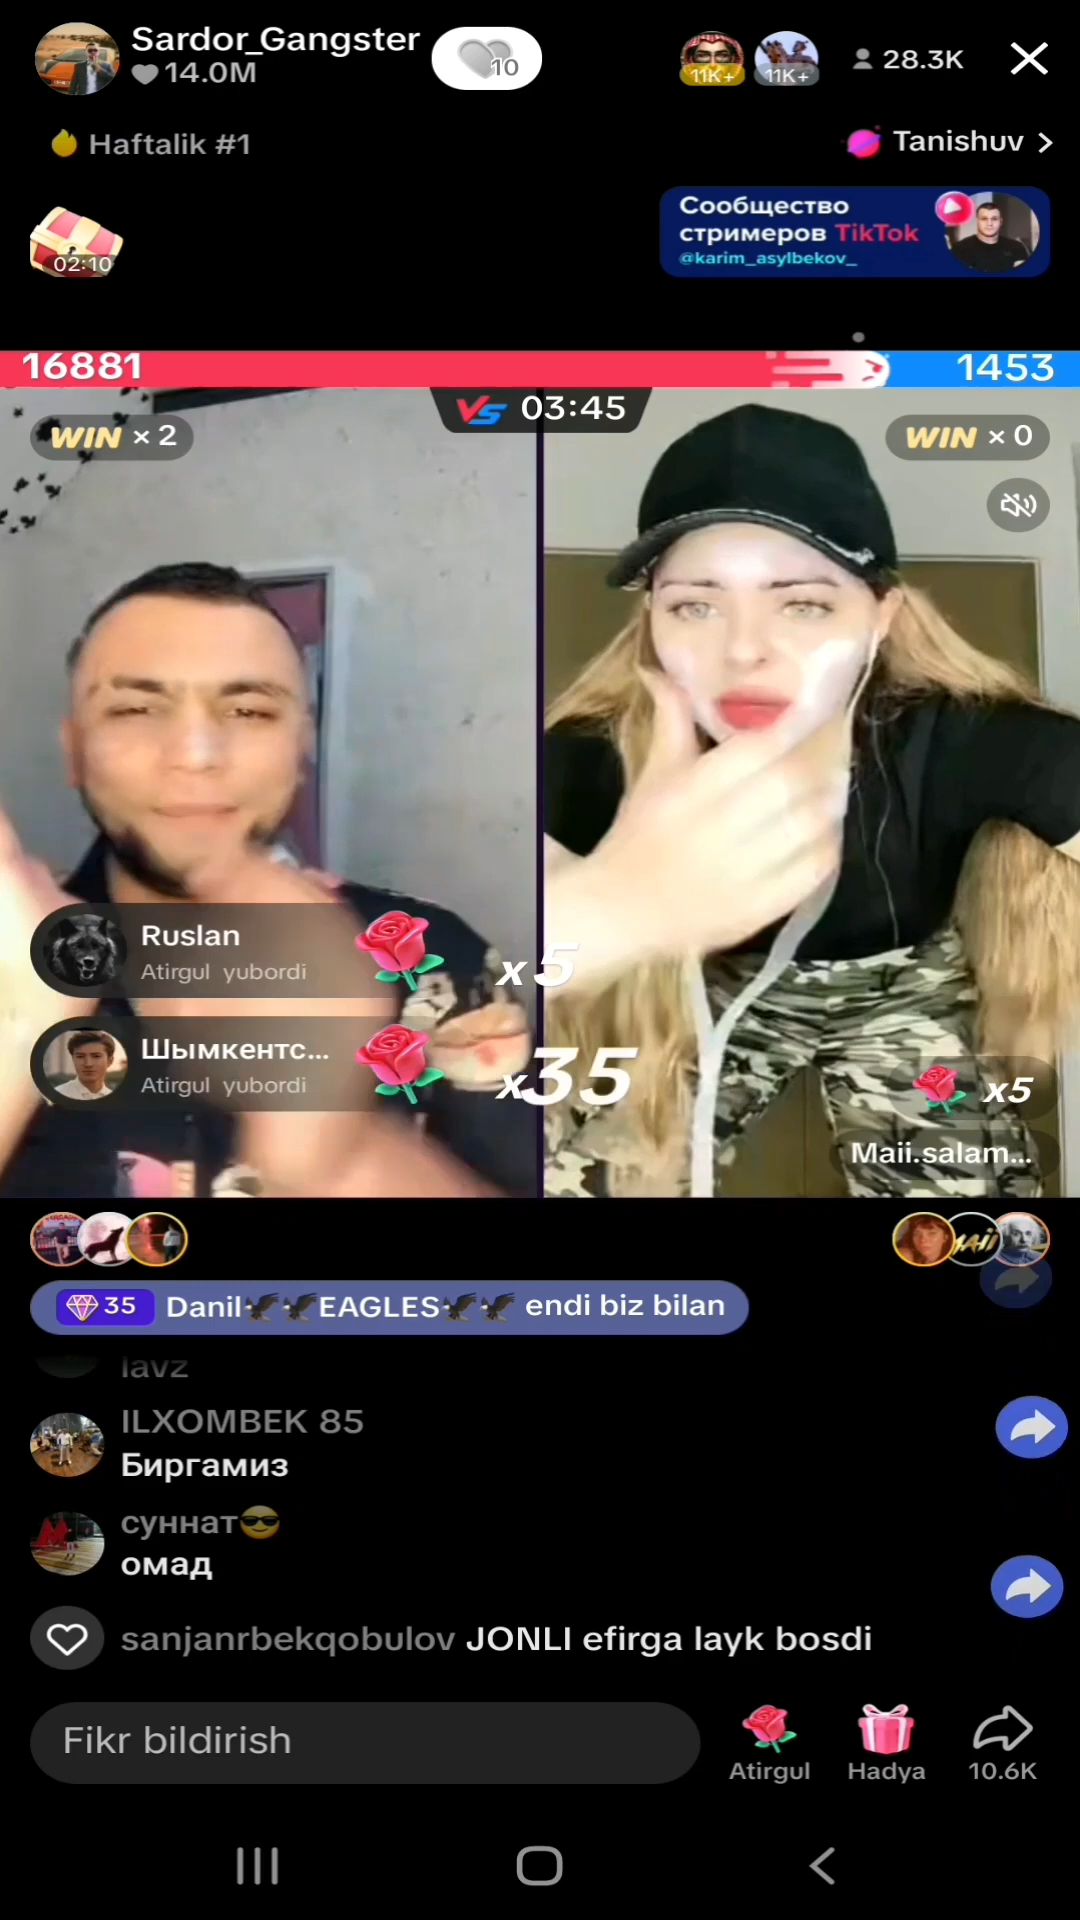 Sardor_Gangster
14.0M
10
11K+
11K+
28.3K
Haftalik #1
Tanishuv
02:10
Сообщество
стримеров TikTok
@karim_asylbekov_
16881
1453
VS 03:45
WIN × 2
WIN × 0
Ruslan
Atirgul yubordi
x5
Шымкентс...
Atirgul yubordi
x35
x5
Maii.salam...
MAII
35 Danil🦅🦅EAGLES🦅🦅 endi biz bilan
lavz
ILXOMBEK 85
Биргамиз
суннат😎
омад
sanjanrbekqobulov JONLI efirga layk bosdi
Fikr bildirish
Atirgul
Hadya
10.6K